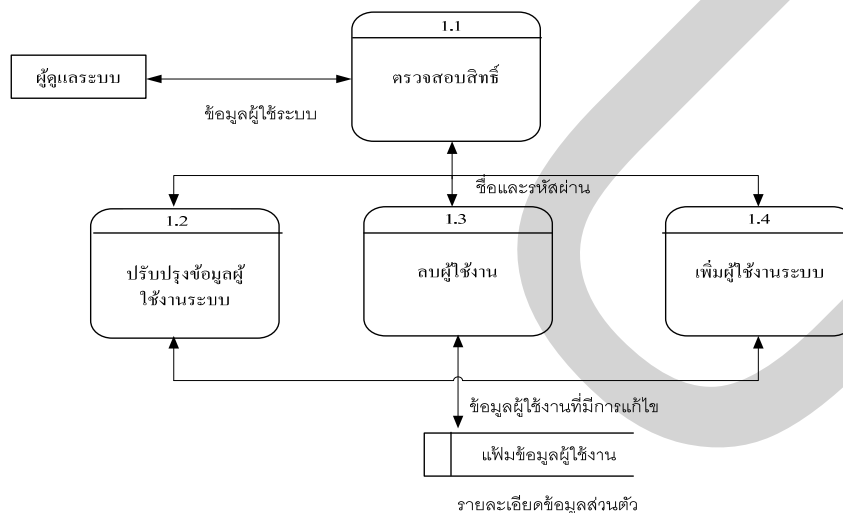 1.1
ผู้ดูแลระบบ
ตรวจสอบสิทธิ์
ข้อมูลผู้ใช้ระบบ
ชื่อและรหัสผ่าน
1.2
1.3
1.4
ปรับปรุงข้อมูลผู้
ใช้งานระบบ
ลบผู้ใช้งาน
เพิ่มผู้ใช้งานระบบ
ข้อมูลผู้ใช้งานที่มีการแก้ไข
แฟ้มข้อมูลผู้ใช้งาน
รายละเอียดข้อมูลส่วนตัว